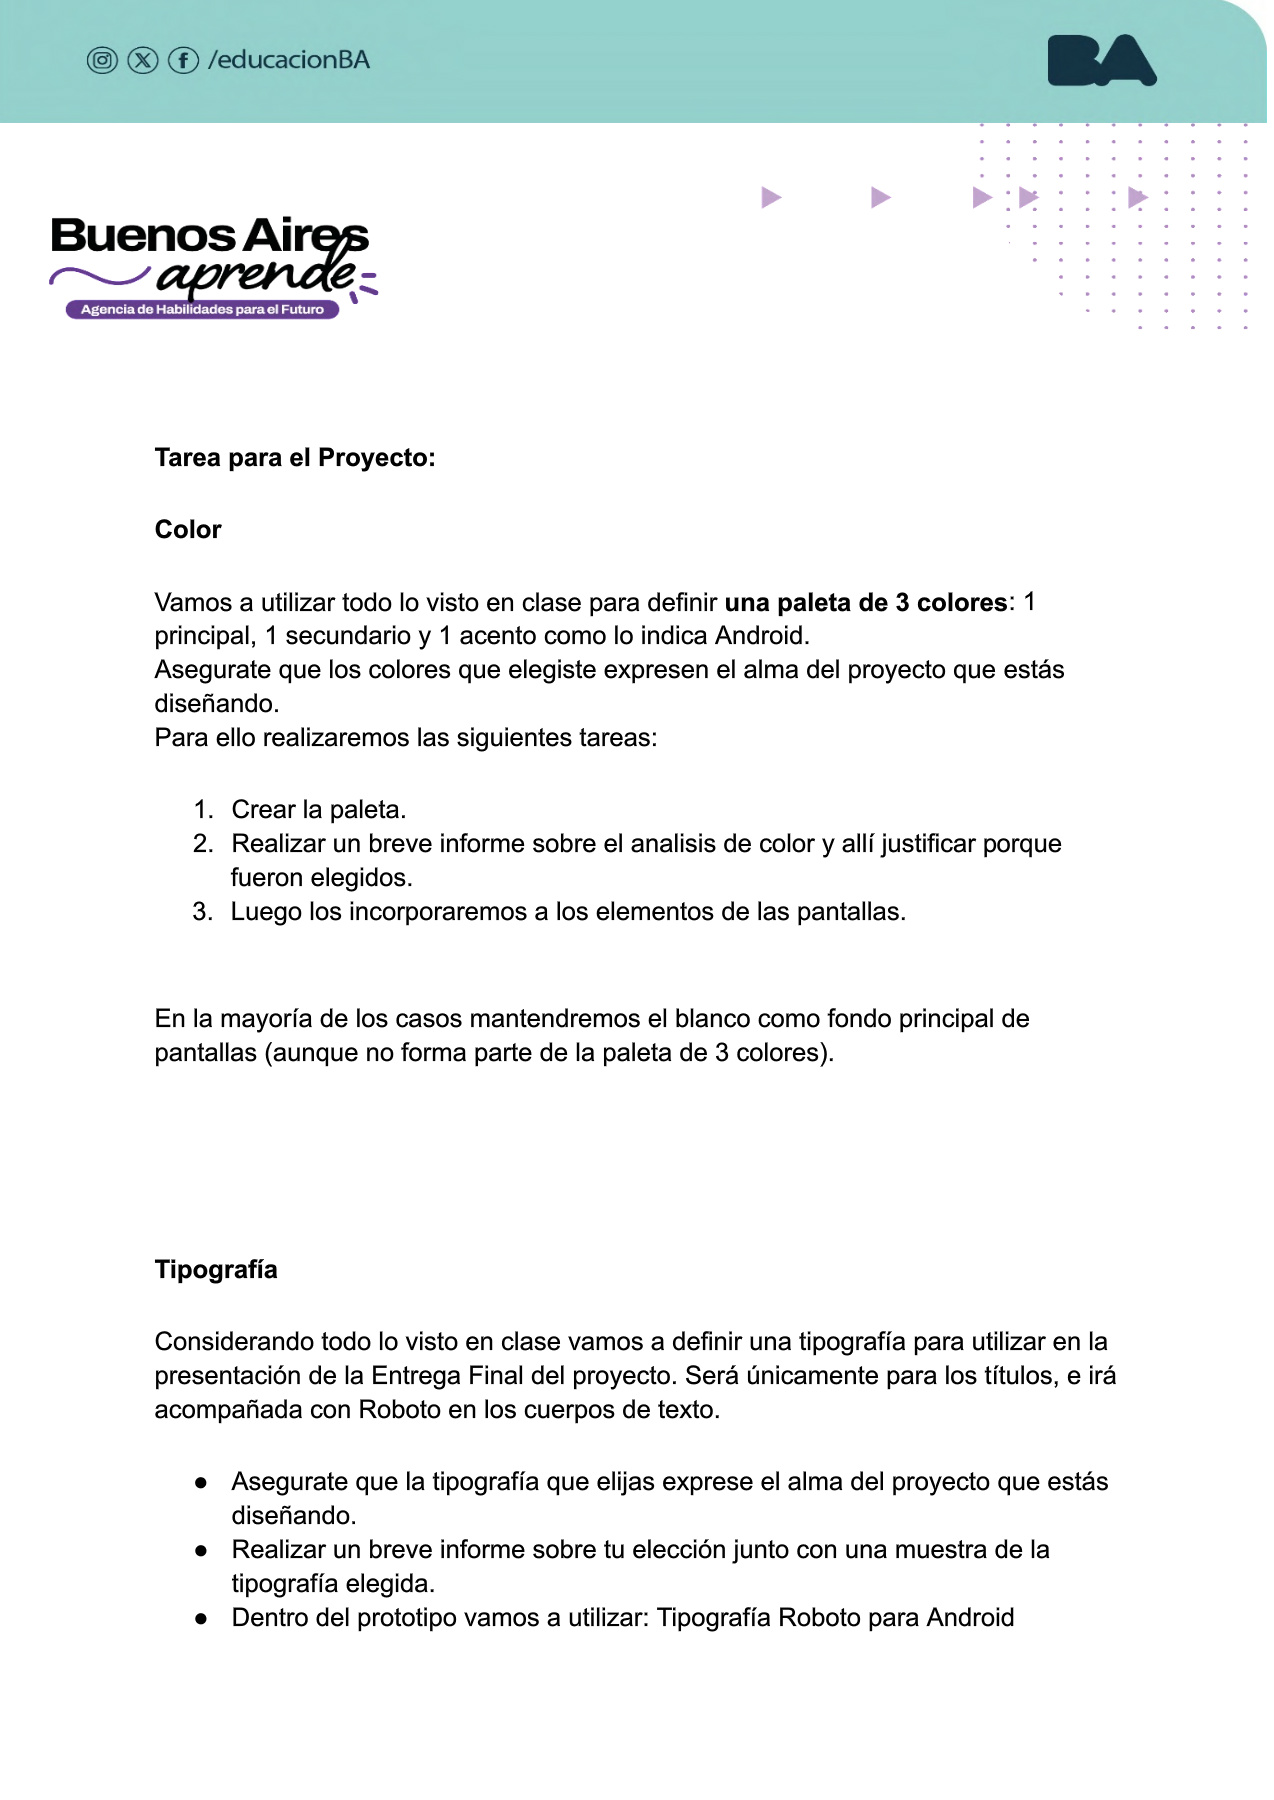 /educacionBA
BA
Buenos Aires
aprende
Agencia de Habilidades para el Futuro
Tarea para el Proyecto:
Color
Vamos a utilizar todo lo visto en clase para definir una paleta de 3 colores: 1
principal, 1 secundario y 1 acento como lo indica Android.
Asegurate que los colores que elegiste expresen el alma del proyecto que estás
diseñando.
Para ello realizaremos las siguientes tareas:
1. Crear la paleta.
2. Realizar un breve informe sobre el analisis de color y allí justificar porque
fueron elegidos.
3. Luego los incorporaremos a los elementos de las pantallas.
En la mayoría de los casos mantendremos el blanco como fondo principal de
pantallas (aunque no forma parte de la paleta de 3 colores).
Tipografía
Considerando todo lo visto en clase vamos a definir una tipografía para utilizar en la
presentación de la Entrega Final del proyecto. Será únicamente para los títulos, e irá
acompañada con Roboto en los cuerpos de texto.
● Asegurate que la tipografía que elijas exprese el alma del proyecto que estás
diseñando.
● Realizar un breve informe sobre tu elección junto con una muestra de la
tipografía elegida.
● Dentro del prototipo vamos a utilizar: Tipografía Roboto para Android